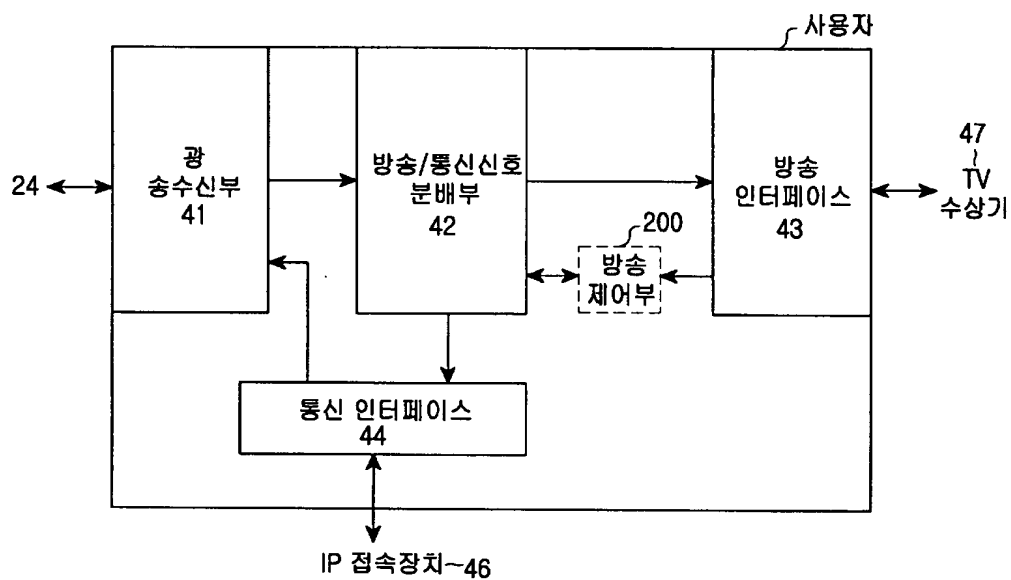 사용자
24
광
송수신부
41
방송/통신신호
분배부
42
방송
인터페이스
43
47
TV
수상기
200
방송
제어부
통신 인터페이스
44
IP 접속장치~46